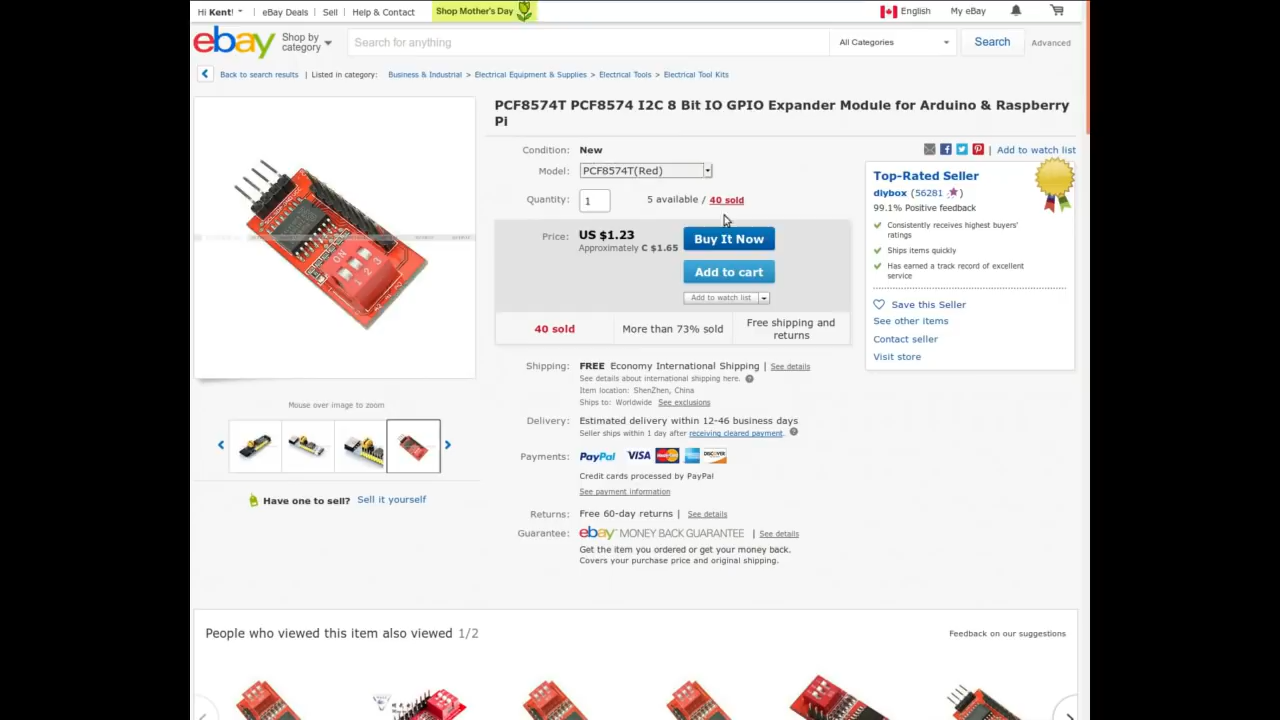 Hi Kent!
eBay Deals
Sell
Help & Contact
Shop Mother's Day
English
My eBay
ebay
Shop by
category
Search for anything
All Categories
Search
Advanced
Back to search results
Listed in category:
Business & Industrial > Electrical Equipment & Supplies > Electrical Tools > Electrical Tool Kits
PCF8574T PCF8574 I2C 8 Bit IO GPIO Expander Module for Arduino & Raspberry
Pi
Condition: New
Model: PCF8574T(Red)
Quantity: 1
5 available / 40 sold
Price: US $1.23
Approximately C $1.65
Buy It Now
Add to cart
Add to watch list
40 sold
More than 73% sold
Free shipping and
returns
| Add to watch list
Top-Rated Seller
diybox (56281 )
99.1% Positive feedback
Consistently receives highest buyers'
ratings
Ships items quickly
Has earned a track record of excellent
service
Save this Seller
See other items
Contact seller
Visit store
ON
1 2 3
Mouse over image to zoom
Have one to sell? Sell it yourself
Shipping: FREE Economy International Shipping | See details
See details about international shipping here.
Item location: ShenZhen, China
Ships to: Worldwide See exclusions
Delivery: Estimated delivery within 12-46 business days
Seller ships within 1 day after receiving cleared payment.
Payments: PayPal VISA MasterCard DISCOVER
Credit cards processed by PayPal
See payment information
Returns: Free 60-day returns | See details
Guarantee: ebay MONEY BACK GUARANTEE | See details
Get the item you ordered or get your money back.
Covers your purchase price and original shipping.
People who viewed this item also viewed 1/2
Feedback on our suggestions